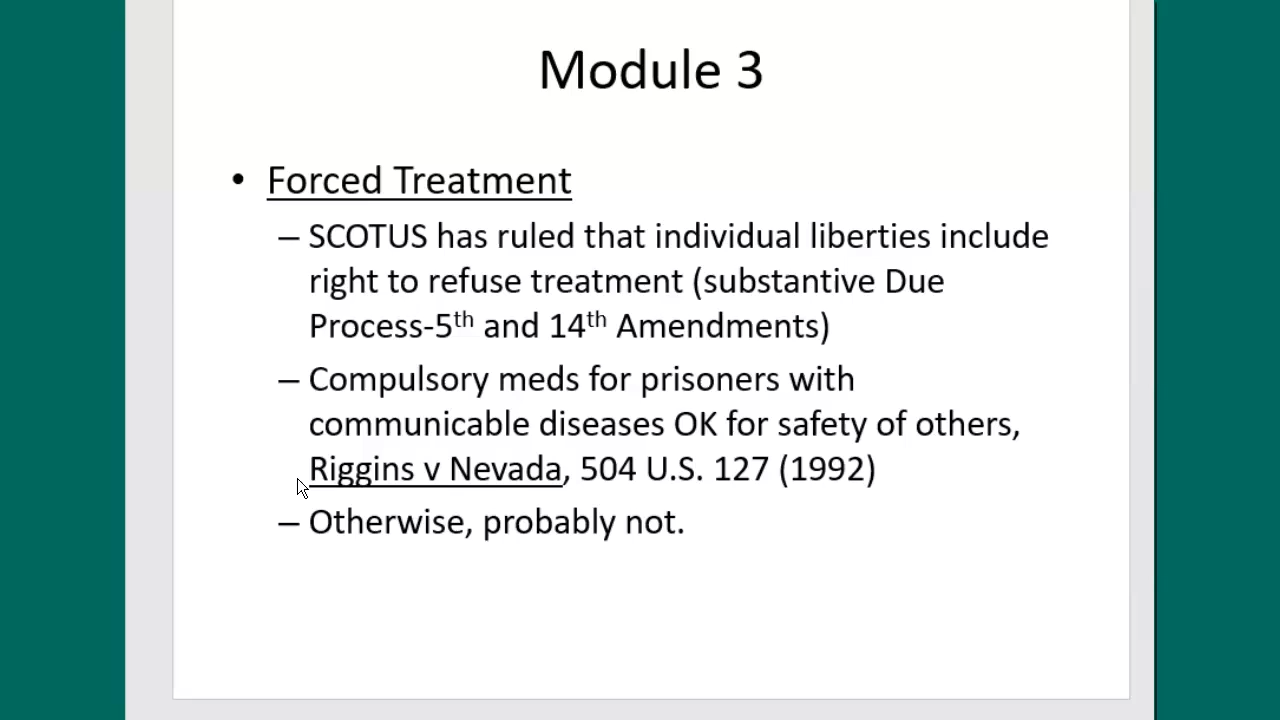 Module 3
• Forced Treatment
– SCOTUS has ruled that individual liberties include
right to refuse treatment (substantive Due
Process-5th and 14th Amendments)
– Compulsory meds for prisoners with
communicable diseases OK for safety of others,
Riggins v Nevada, 504 U.S. 127 (1992)
– Otherwise, probably not.